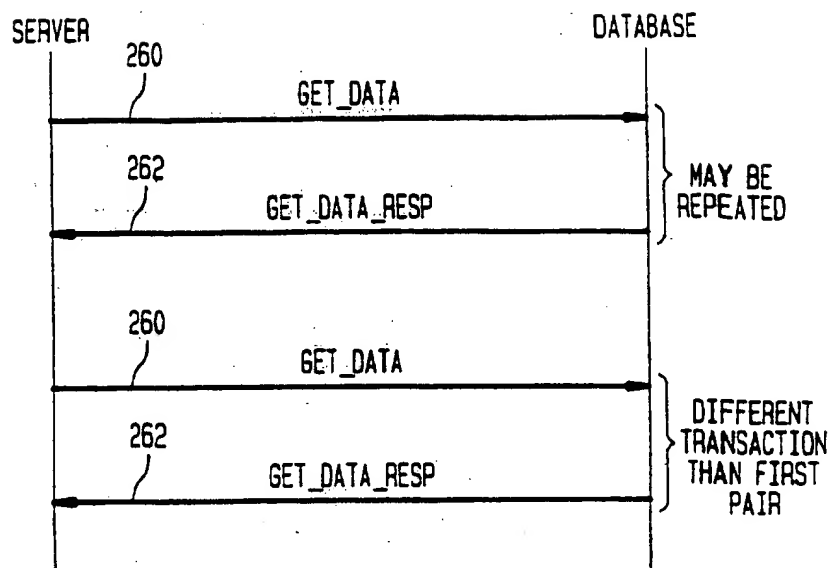 SERVER
DATABASE
260
GET_DATA
262
GET_DATA_RESP
MAY BE
REPEATED
260
GET_DATA
262
GET_DATA_RESP
DIFFERENT
TRANSACTION
THAN FIRST
PAIR